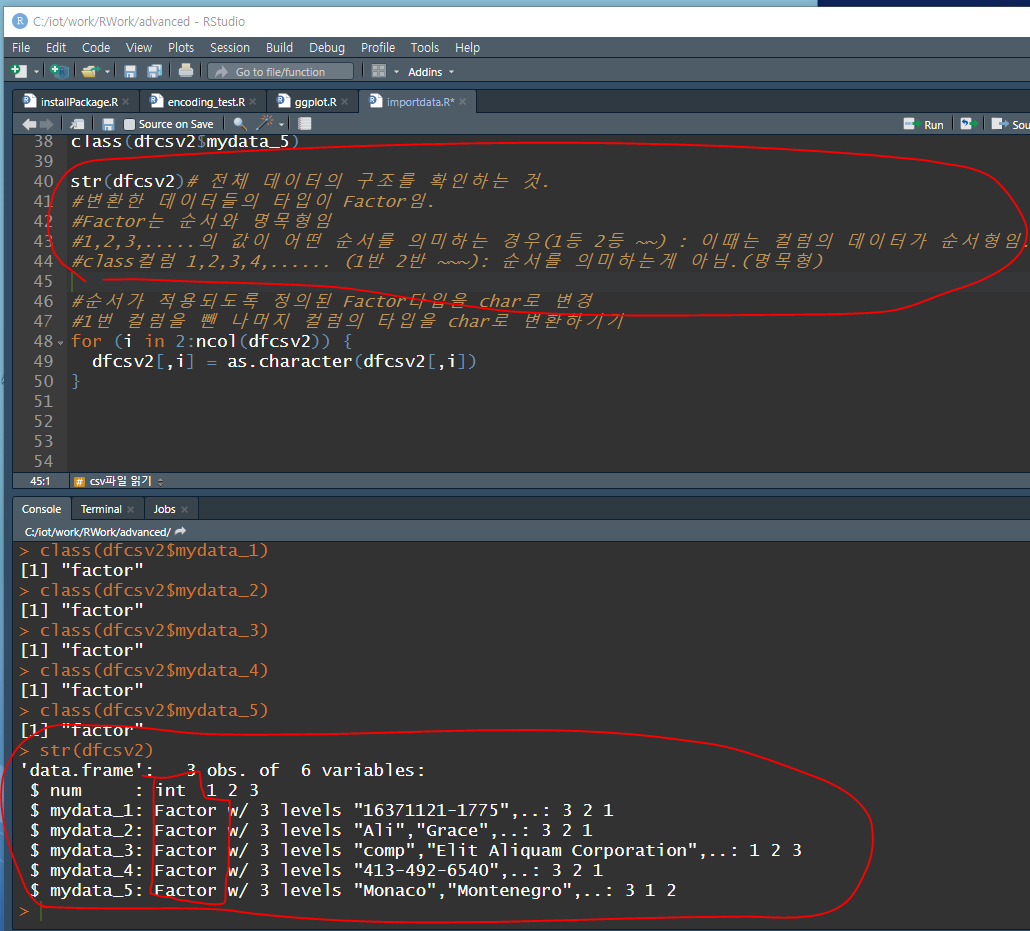 C:/iot/work/RWork/advanced - RStudio
File Edit Code View Plots Session Build Debug Profile Tools Help
Go to file/function Addins
installPackage.R encoding_test.R ggplot.R importdata.R*
Source on Save Run Sou
38 class(dfcsv2$mydata_5)
39
40 str(dfcsv2)# 전체 데이터의 구조를 확인하는 것.
41 #변환한 데이터들의 타입이 Factor임.
42 #Factor는 순서와 명목형임
43 #1,2,3,.....의 값이 어떤 순서를 의미하는 경우(1등 2등 ~~) : 이때는 컬럼의 데이터가 순서형임.
44 #class컬럼 1,2,3,4,...... (1반 2반 ~~~): 순서를 의미하는게 아님.(명목형)
45
46 #순서가 적용되도록 정의된 Factor타입을 char로 변경
47 #1번 컬럼을 뺀 나머지 컬럼의 타입을 char로 변환하기기
48 for (i in 2:ncol(dfcsv2)) {
49 dfcsv2[,i] = as.character(dfcsv2[,i])
50 }
51
52
53
54
45:1 # csv파일 읽기
Console Terminal Jobs
C:/iot/work/RWork/advanced/
> class(dfcsv2$mydata_1)
[1] "factor"
> class(dfcsv2$mydata_2)
[1] "factor"
> class(dfcsv2$mydata_3)
[1] "factor"
> class(dfcsv2$mydata_4)
[1] "factor"
> class(dfcsv2$mydata_5)
[1] "factor"
> str(dfcsv2)
'data.frame': 3 obs. of 6 variables:
$ num : int 1 2 3
$ mydata_1: Factor w/ 3 levels "16371121-1775",..: 3 2 1
$ mydata_2: Factor w/ 3 levels "Ali","Grace",..: 3 2 1
$ mydata_3: Factor w/ 3 levels "comp","Elit Aliquam Corporation",..: 1 2 3
$ mydata_4: Factor w/ 3 levels "413-492-6540",..: 3 2 1
$ mydata_5: Factor w/ 3 levels "Monaco","Montenegro",..: 3 1 2
>